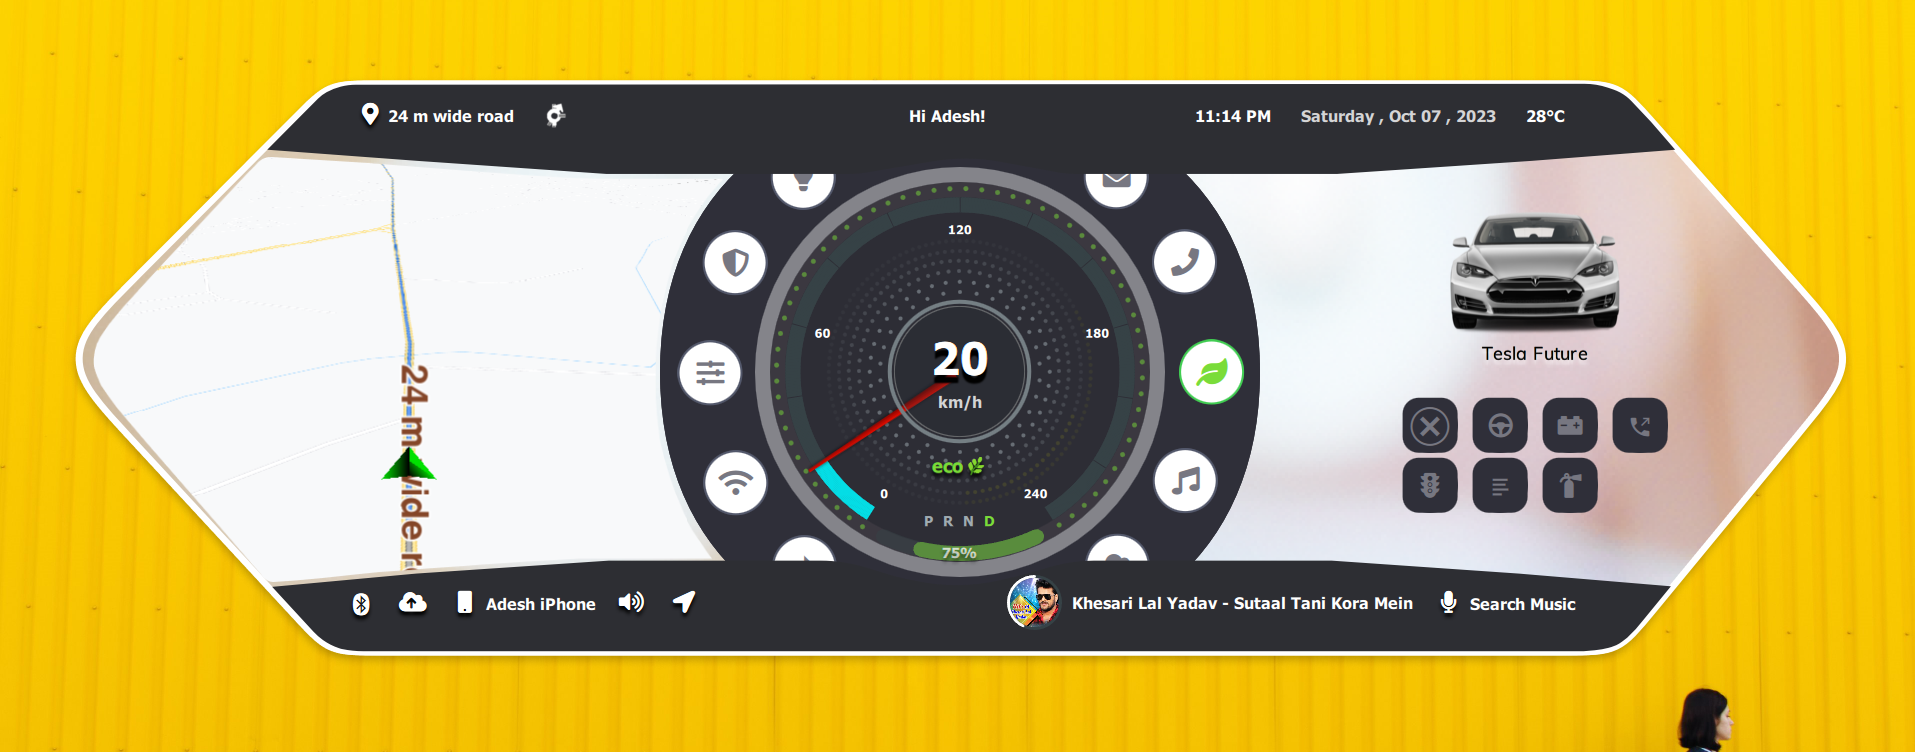 24 m wide road
Hi Adesh!
11:14 PM Saturday , Oct 07 , 2023 28°C
120
60
180
20
km/h
eco
0
240
P R N D
75%
24 m wide r
Tesla Future
Adesh iPhone
Khesari Lal Yadav - Sutaal Tani Kora Mein
Search Music